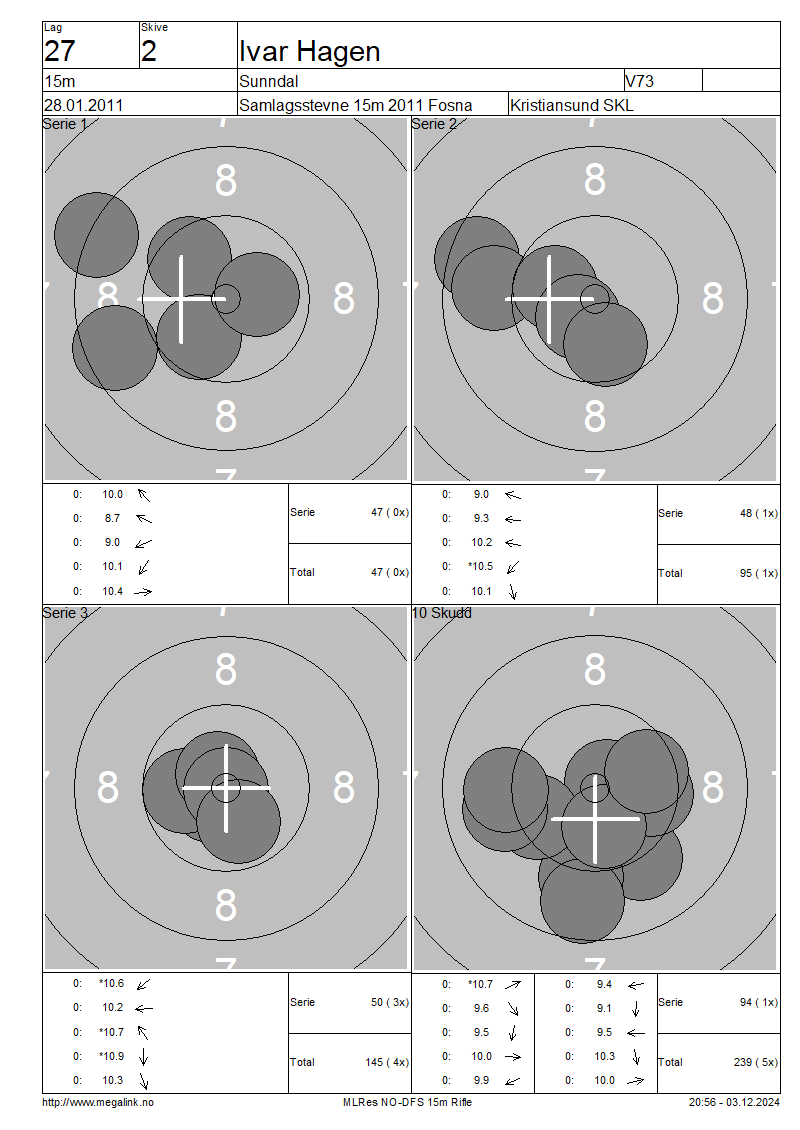 Lag Skive
27 2 Ivar Hagen
15m Sunndal V73
28.01.2011 Samlagsstevne 15m 2011 Fosna Kristiansund SKL
Serie 1
7
8
7 8 8
8
7
Serie 2
7
8
8 7
8
7
0: 10.0
0: 8.7
0: 9.0
0: 10.1
0: 10.4
Serie 47 ( 0x)
Total 47 ( 0x)
0: 9.0
0: 9.3
0: 10.2
0: *10.5
0: 10.1
Serie 48 ( 1x)
Total 95 ( 1x)
Serie 3
7
8
7 8 8
8
7
10 Skudd
7
8
7 8 7
7
0: *10.6
0: 10.2
0: *10.7
0: *10.9
0: 10.3
Serie 50 ( 3x)
Total 145 ( 4x)
0: *10.7
0: 9.6
0: 9.5
0: 10.0
0: 9.9
0: 9.4
0: 9.1
0: 9.5
0: 10.3
0: 10.0
Serie 94 ( 1x)
Total 239 ( 5x)
http://www.megalink.no MLRes NO-DFS 15m Rifle 20:56 - 03.12.2024